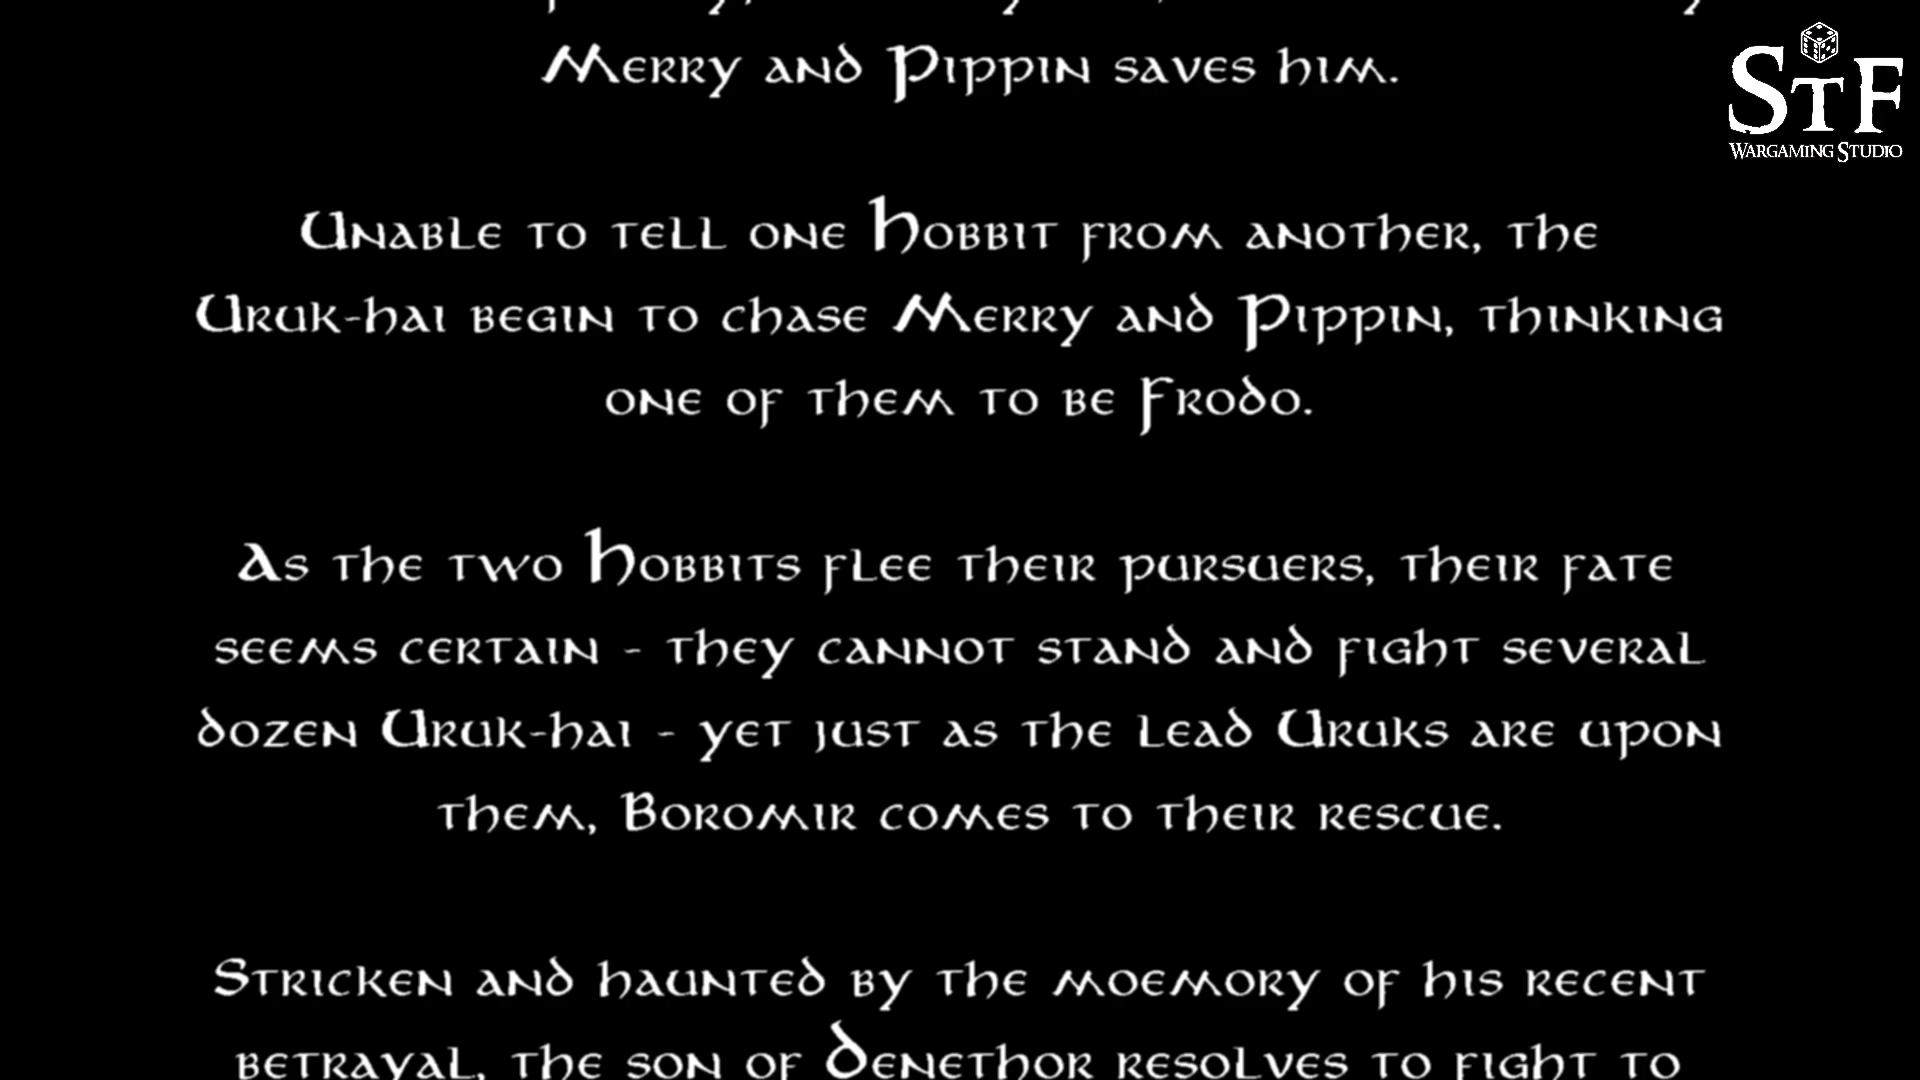 Merry and Pippin saves him.
StF
Wargaming Studio
Unable to tell one Hobbit from another, the
Uruk-hai begin to chase Merry and Pippin, thinking
one of them to be Frodo.
As the two Hobbits flee their pursuers, their fate
seems certain - they cannot stand and fight several
dozen Uruk-hai - yet just as the lead Uruks are upon
them, Boromir comes to their rescue.
Stricken and haunted by the moemory of his recent
betrayal, the son of Denethor resolves to fight to